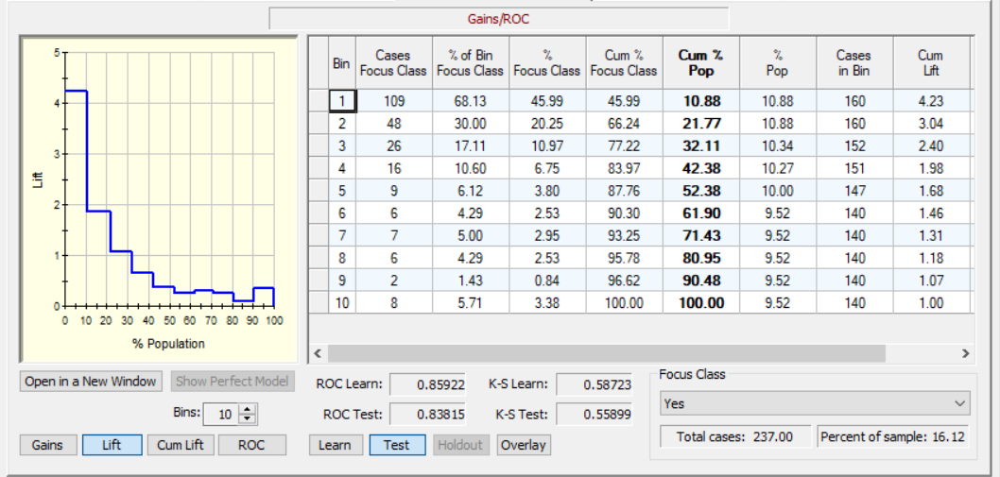 Gains/ROC
5
4
3
2
1
0
Lift
0 10 20 30 40 50 60 70 80 90 100
% Population
Bin Cases Focus Class % of Bin Focus Class % Focus Class Cum % Focus Class Cum % Pop % Pop Cases in Bin Cum Lift
1 109 68.13 45.99 45.99 10.88 10.88 160 4.23
2 48 30.00 20.25 66.24 21.77 10.88 160 3.04
3 26 17.11 10.97 77.22 32.11 10.34 152 2.40
4 16 10.60 6.75 83.97 42.38 10.27 151 1.98
5 9 6.12 3.80 87.76 52.38 10.00 147 1.68
6 6 4.29 2.53 90.30 61.90 9.52 140 1.46
7 7 5.00 2.95 93.25 71.43 9.52 140 1.31
8 6 4.29 2.53 95.78 80.95 9.52 140 1.18
9 2 1.43 0.84 96.62 90.48 9.52 140 1.07
10 8 5.71 3.38 100.00 100.00 9.52 140 1.00
Open in a New Window Show Perfect Model
Bins: 10
Gains Lift Cum Lift ROC
ROC Learn: 0.85922 K-S Learn: 0.58723
ROC Test: 0.83815 K-S Test: 0.55899
Learn Test Holdout Overlay
Focus Class
Yes
Total cases: 237.00 Percent of sample: 16.12